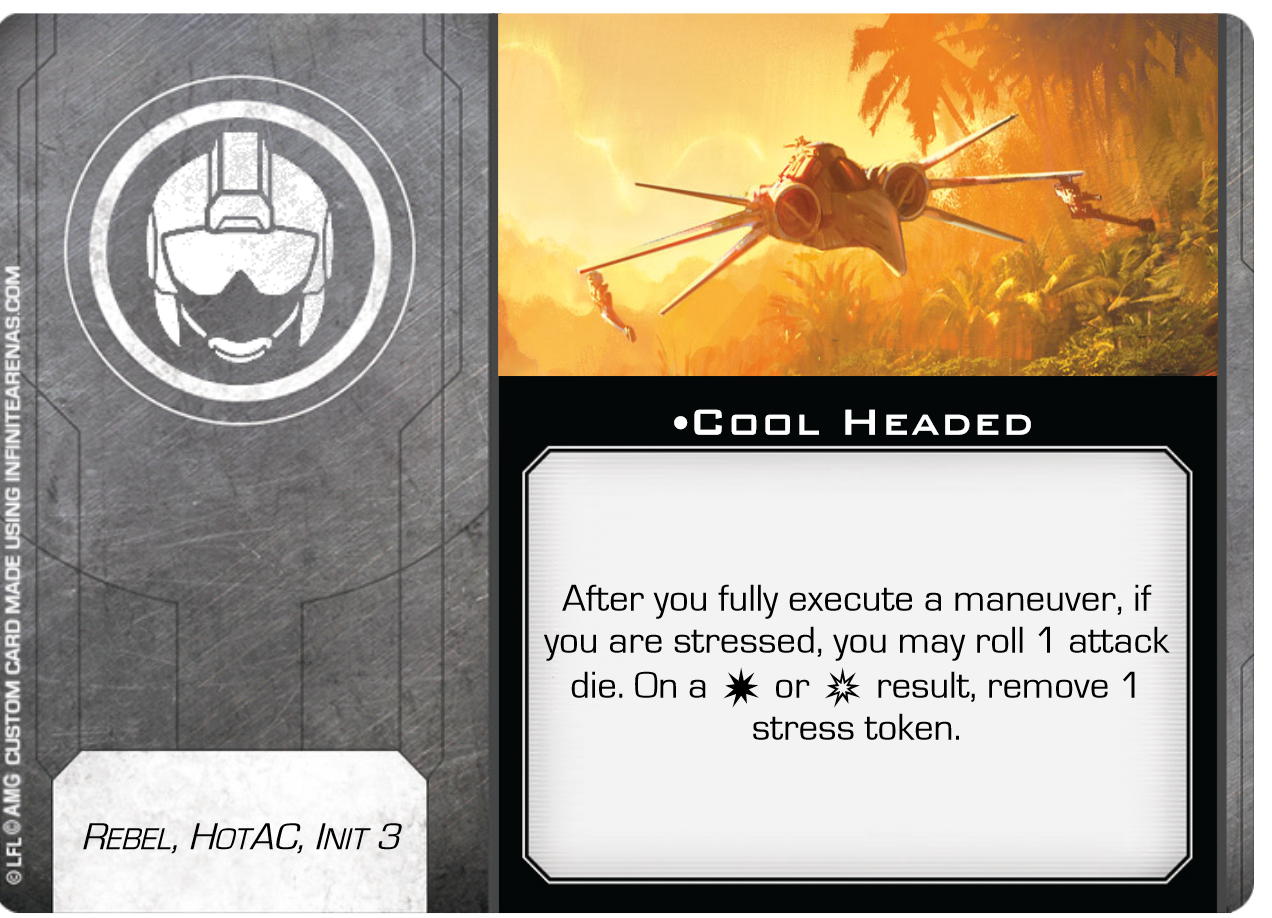 •Cool Headed
After you fully execute a maneuver, if
you are stressed, you may roll 1 attack
die. On a or result, remove 1
stress token.
Rebel, HotAC, Init 3
© LFL © AMG CUSTOM CARD MADE USING INFINITEARENAS.COM